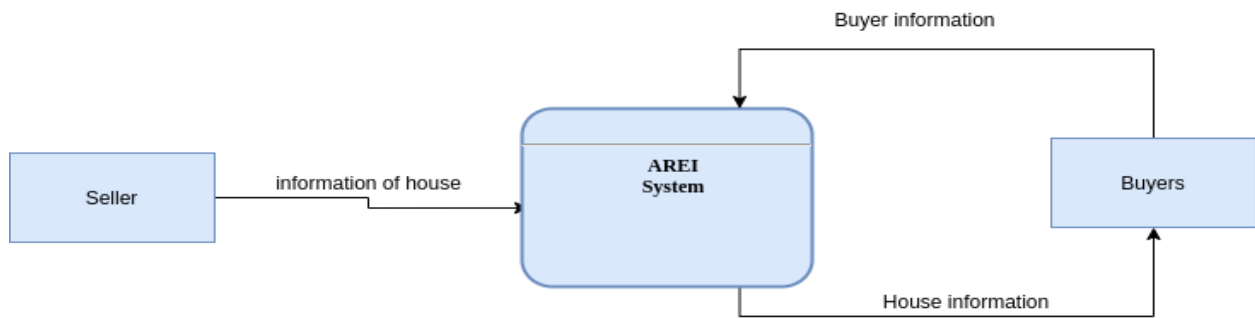 Buyer information
Seller
information of house
AREI
System
Buyers
House information